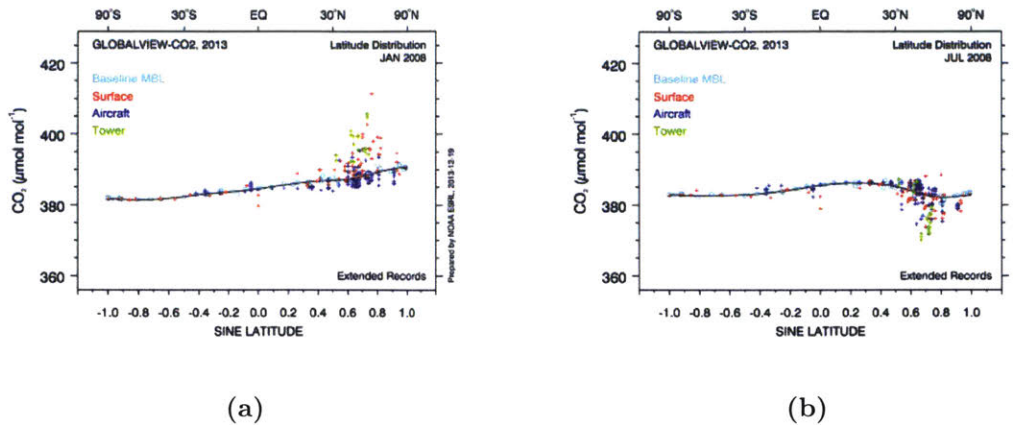 90°S 30°S EQ 30°N 90°N
GLOBALVIEW-CO2, 2013 Latitude Distribution
JAN 2008
Baseline MBL
Surface
Aircraft
Tower
420
400
380
360
CO₂ (μmol mol⁻¹)
Prepared by NOAA ESRL, 2013-12-19
Extended Records
-1.0 -0.8 -0.6 -0.4 -0.2 0.0 0.2 0.4 0.6 0.8 1.0
SINE LATITUDE
(a)
90°S 30°S EQ 30°N 90°N
GLOBALVIEW-CO2, 2013 Latitude Distribution
JUL 2008
Baseline MBL
Surface
Aircraft
Tower
420
400
380
360
CO₂ (μmol mol⁻¹)
Extended Records
-1.0 -0.8 -0.6 -0.4 -0.2 0.0 0.2 0.4 0.6 0.8 1.0
SINE LATITUDE
(b)